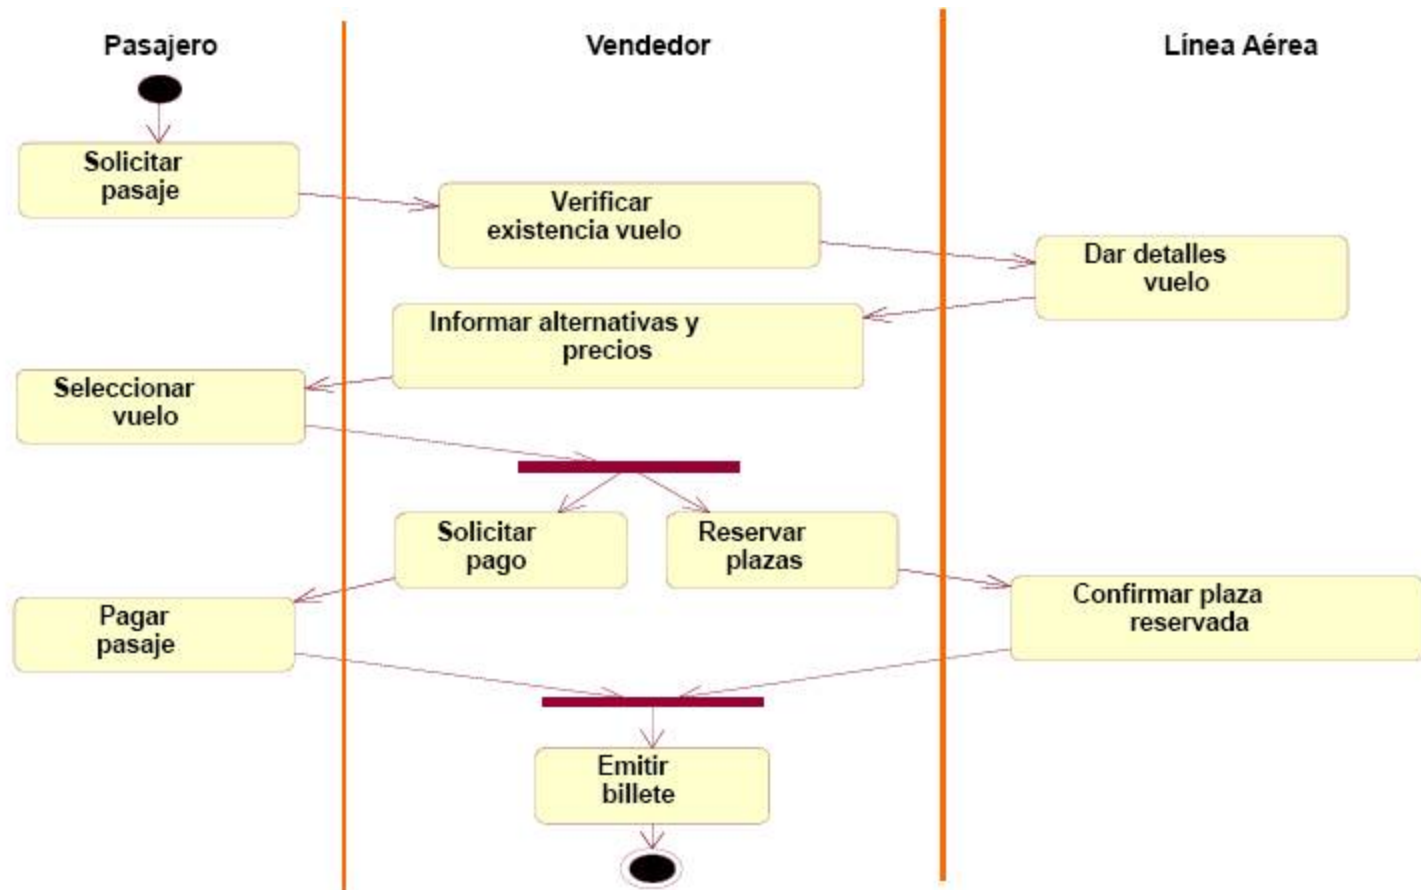 Pasajero
Vendedor
Línea Aérea
Solicitar
pasaje
Verificar
existencia vuelo
Dar detalles
vuelo
Informar alternativas y
precios
Seleccionar
vuelo
Solicitar
pago
Reservar
plazas
Confirmar plaza
reservada
Pagar
pasaje
Emitir
billete